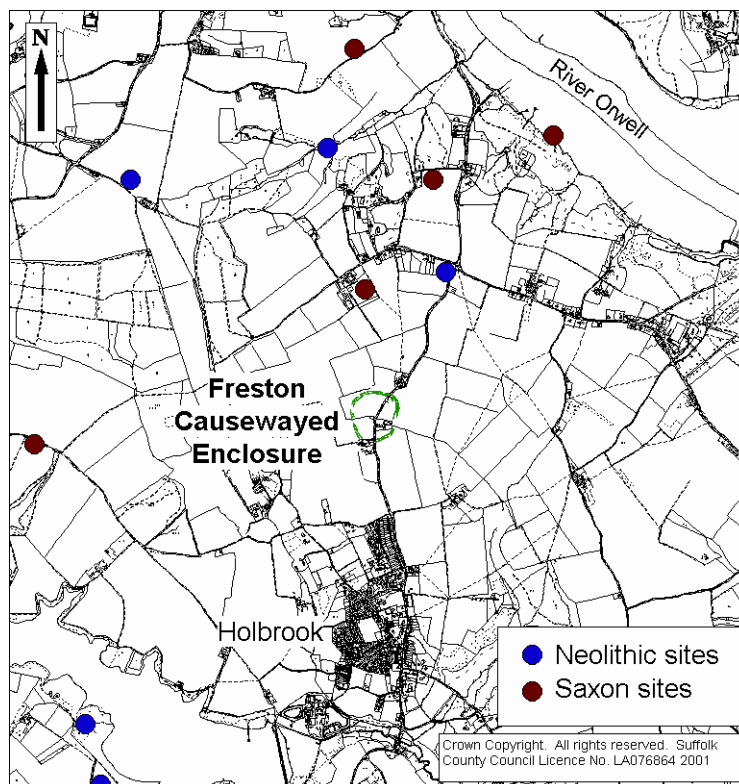 N
River Orwell
Freston
Causewayed
Enclosure
Holbrook
Neolithic sites
Saxon sites
Crown Copyright. All rights reserved. Suffolk
County Council Licence No. LA076864 2001